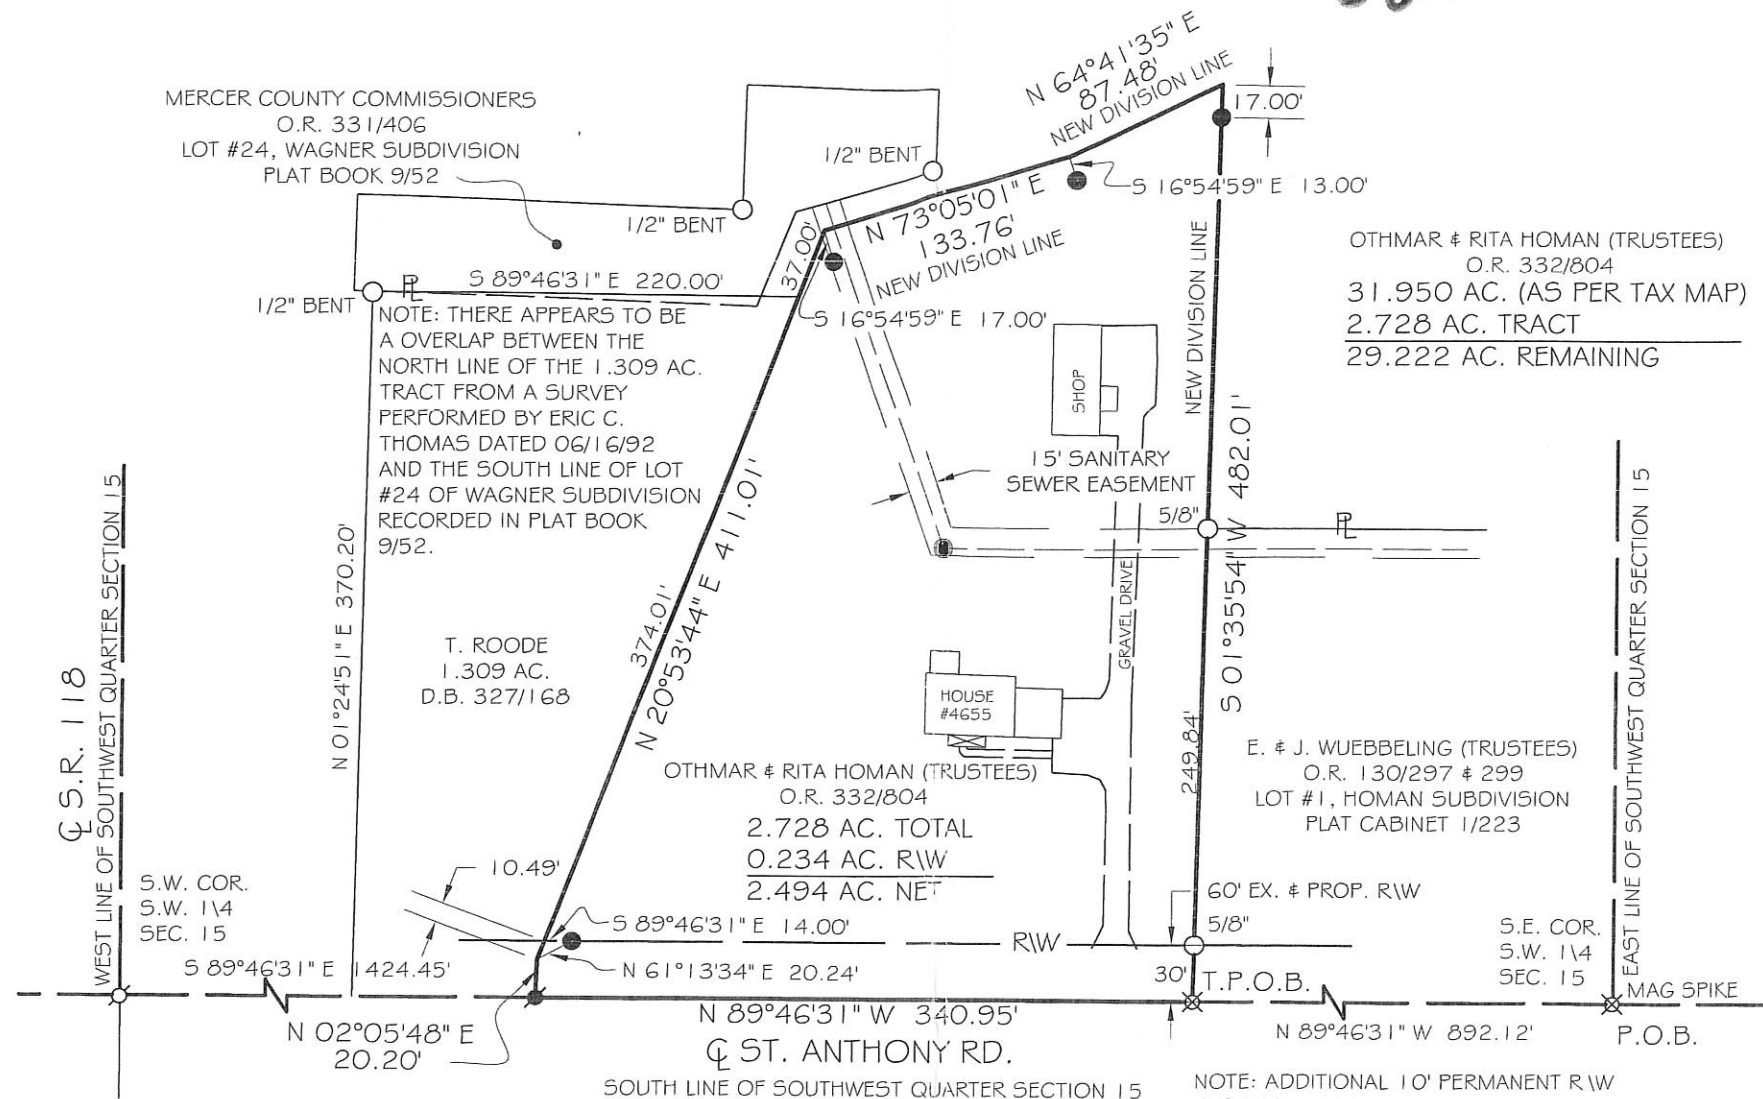 MERCER COUNTY COMMISSIONERS
O.R. 331/406
LOT #24, WAGNER SUBDIVISION
PLAT BOOK 9/52
1/2" BENT
1/2" BENT
1/2" BENT
N 64°41'35" E
87.48'
NEW DIVISION LINE
17.00'
S 16°54'59" E 13.00'
N 73°05'01" E
133.76'
NEW DIVISION LINE
37.00'
S 89°46'31" E 220.00'
S 16°54'59" E 17.00'
OTHMAR & RITA HOMAN (TRUSTEES)
O.R. 332/804
31.950 AC. (AS PER TAX MAP)
2.728 AC. TRACT
29.222 AC. REMAINING
NOTE: THERE APPEARS TO BE
A OVERLAP BETWEEN THE
NORTH LINE OF THE 1.309 AC.
TRACT FROM A SURVEY
PERFORMED BY ERIC C.
THOMAS DATED 06/16/92
AND THE SOUTH LINE OF LOT
#24 OF WAGNER SUBDIVISION
RECORDED IN PLAT BOOK
9/52.
PL
NEW DIVISION LINE
SHOP
15' SANITARY
SEWER EASEMENT
5/8"
PL
S 01°35'54" W 482.01'
249.84'
GRAVEL DRIVE
HOUSE
#4655
374.01'
N 20°53'44" E 411.01'
N 01°24'51" E 370.20'
T. ROODE
1.309 AC.
D.B. 327/168
CL S.R. 118
WEST LINE OF SOUTHWEST QUARTER SECTION 15
EAST LINE OF SOUTHWEST QUARTER SECTION 15
OTHMAR & RITA HOMAN (TRUSTEES)
O.R. 332/804
2.728 AC. TOTAL
0.234 AC. R\W
2.494 AC. NET
E. & J. WUEBBELING (TRUSTEES)
O.R. 130/297 & 299
LOT #1, HOMAN SUBDIVISION
PLAT CABINET 1/223
10.49'
60' EX. & PROP. R\W
5/8"
S 89°46'31" E 14.00'
R\W
N 61°13'34" E 20.24'
30'
T.P.O.B.
S.W. COR.
S.W. 1\4
SEC. 15
S.E. COR.
S.W. 1\4
SEC. 15
S 89°46'31" E 1424.45'
MAG SPIKE
P.O.B.
N 02°05'48" E
20.20'
N 89°46'31" W 340.95'
N 89°46'31" W 892.12'
CL ST. ANTHONY RD.
SOUTH LINE OF SOUTHWEST QUARTER SECTION 15
NOTE: ADDITIONAL 10' PERMANENT R\W